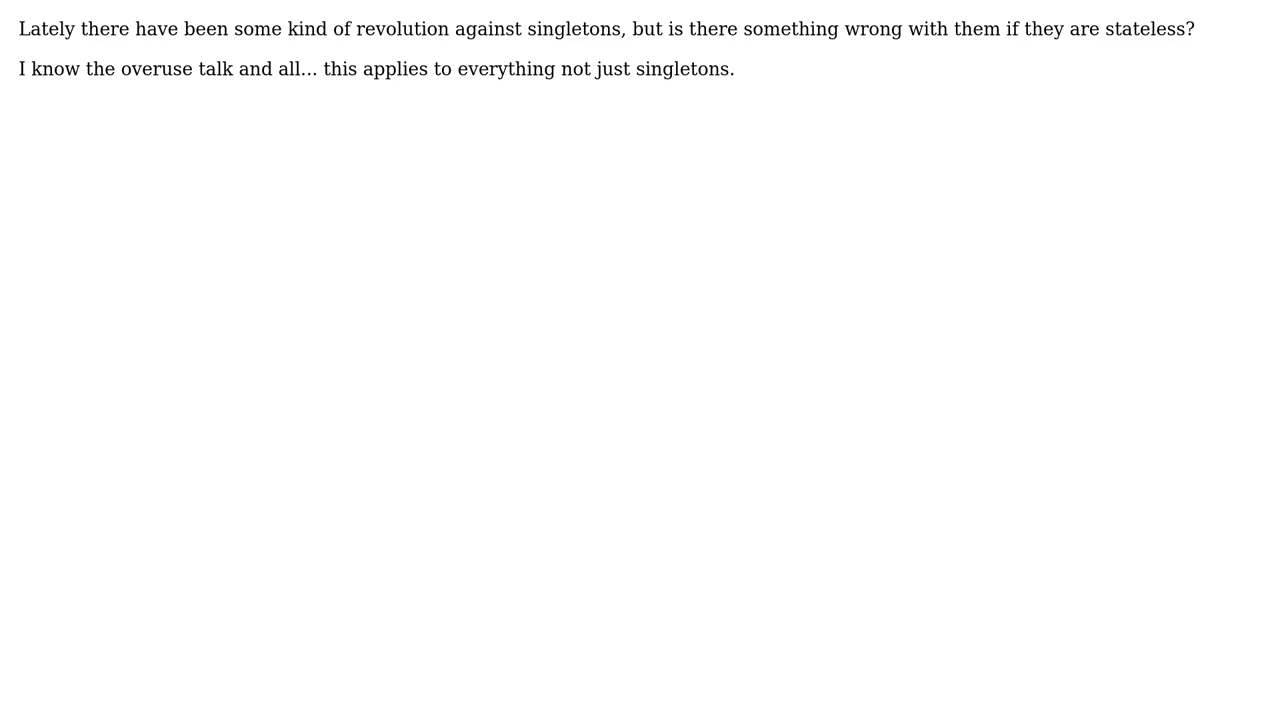 Lately there have been some kind of revolution against singletons, but is there something wrong with them if they are stateless?
I know the overuse talk and all... this applies to everything not just singletons.